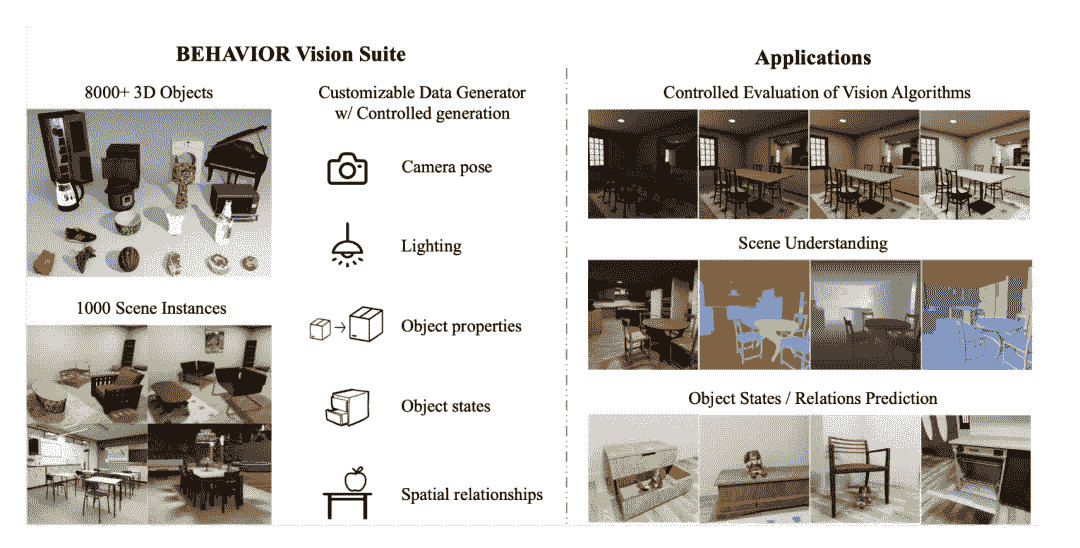 BEHAVIOR Vision Suite
8000+ 3D Objects
1000 Scene Instances
Customizable Data Generator
w/ Controlled generation
Camera pose
Lighting
Object properties
Object states
Spatial relationships
Applications
Controlled Evaluation of Vision Algorithms
Scene Understanding
Object States / Relations Prediction